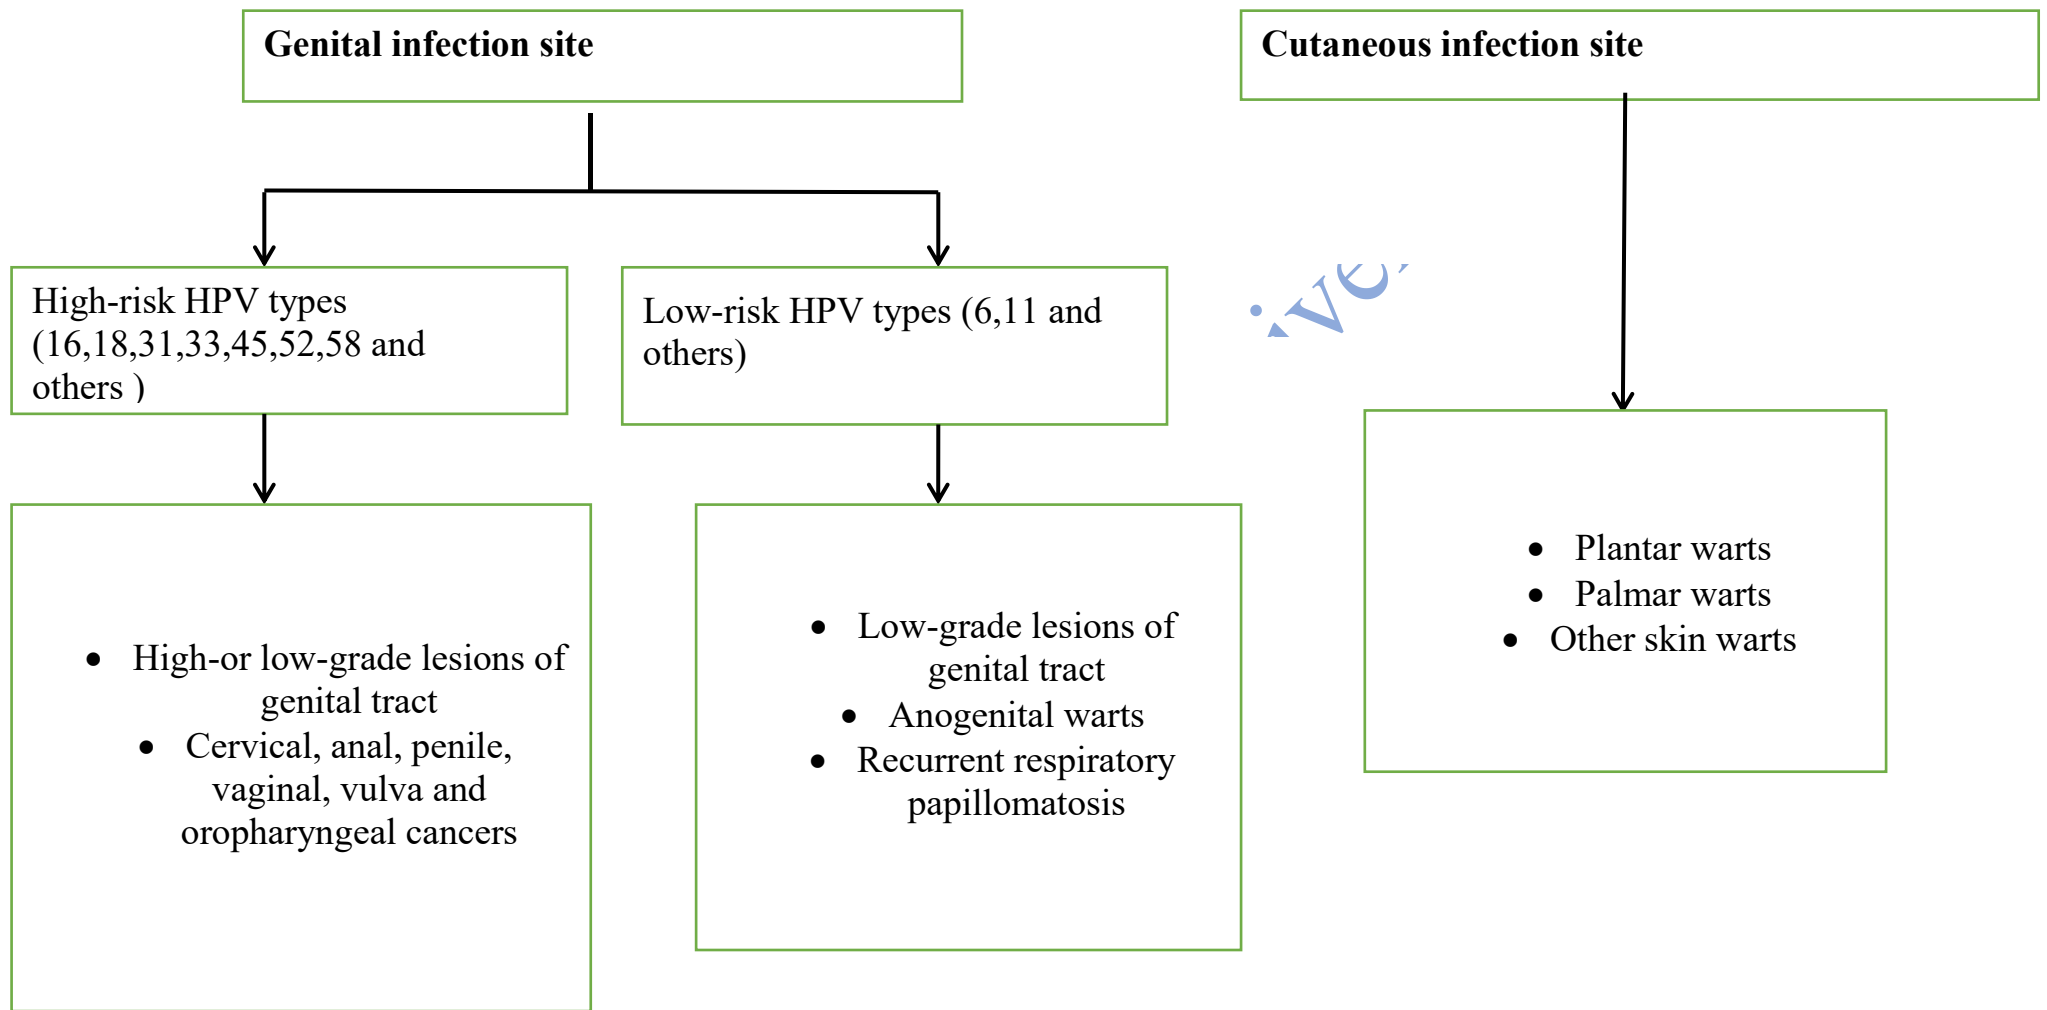 Genital infection site
Cutaneous infection site
High-risk HPV types
(16,18,31,33,45,52,58 and
others )
Low-risk HPV types (6,11 and
others)
• High-or low-grade lesions of
genital tract
• Cervical, anal, penile,
vaginal, vulva and
oropharyngeal cancers
• Low-grade lesions of
genital tract
• Anogenital warts
• Recurrent respiratory
papillomatosis
• Plantar warts
• Palmar warts
• Other skin warts